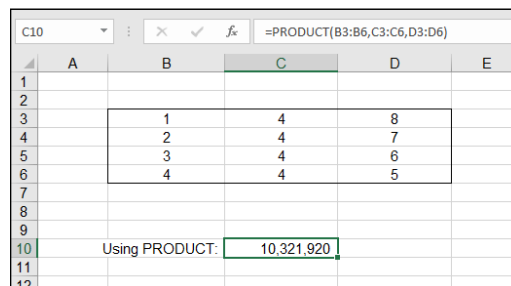 C10 fx =PRODUCT(B3:B6,C3:C6,D3:D6)
A B C D E
1
2
3 1 4 8
4 2 4 7
5 3 4 6
6 4 4 5
7
8
9
10 Using PRODUCT: 10,321,920
11
12